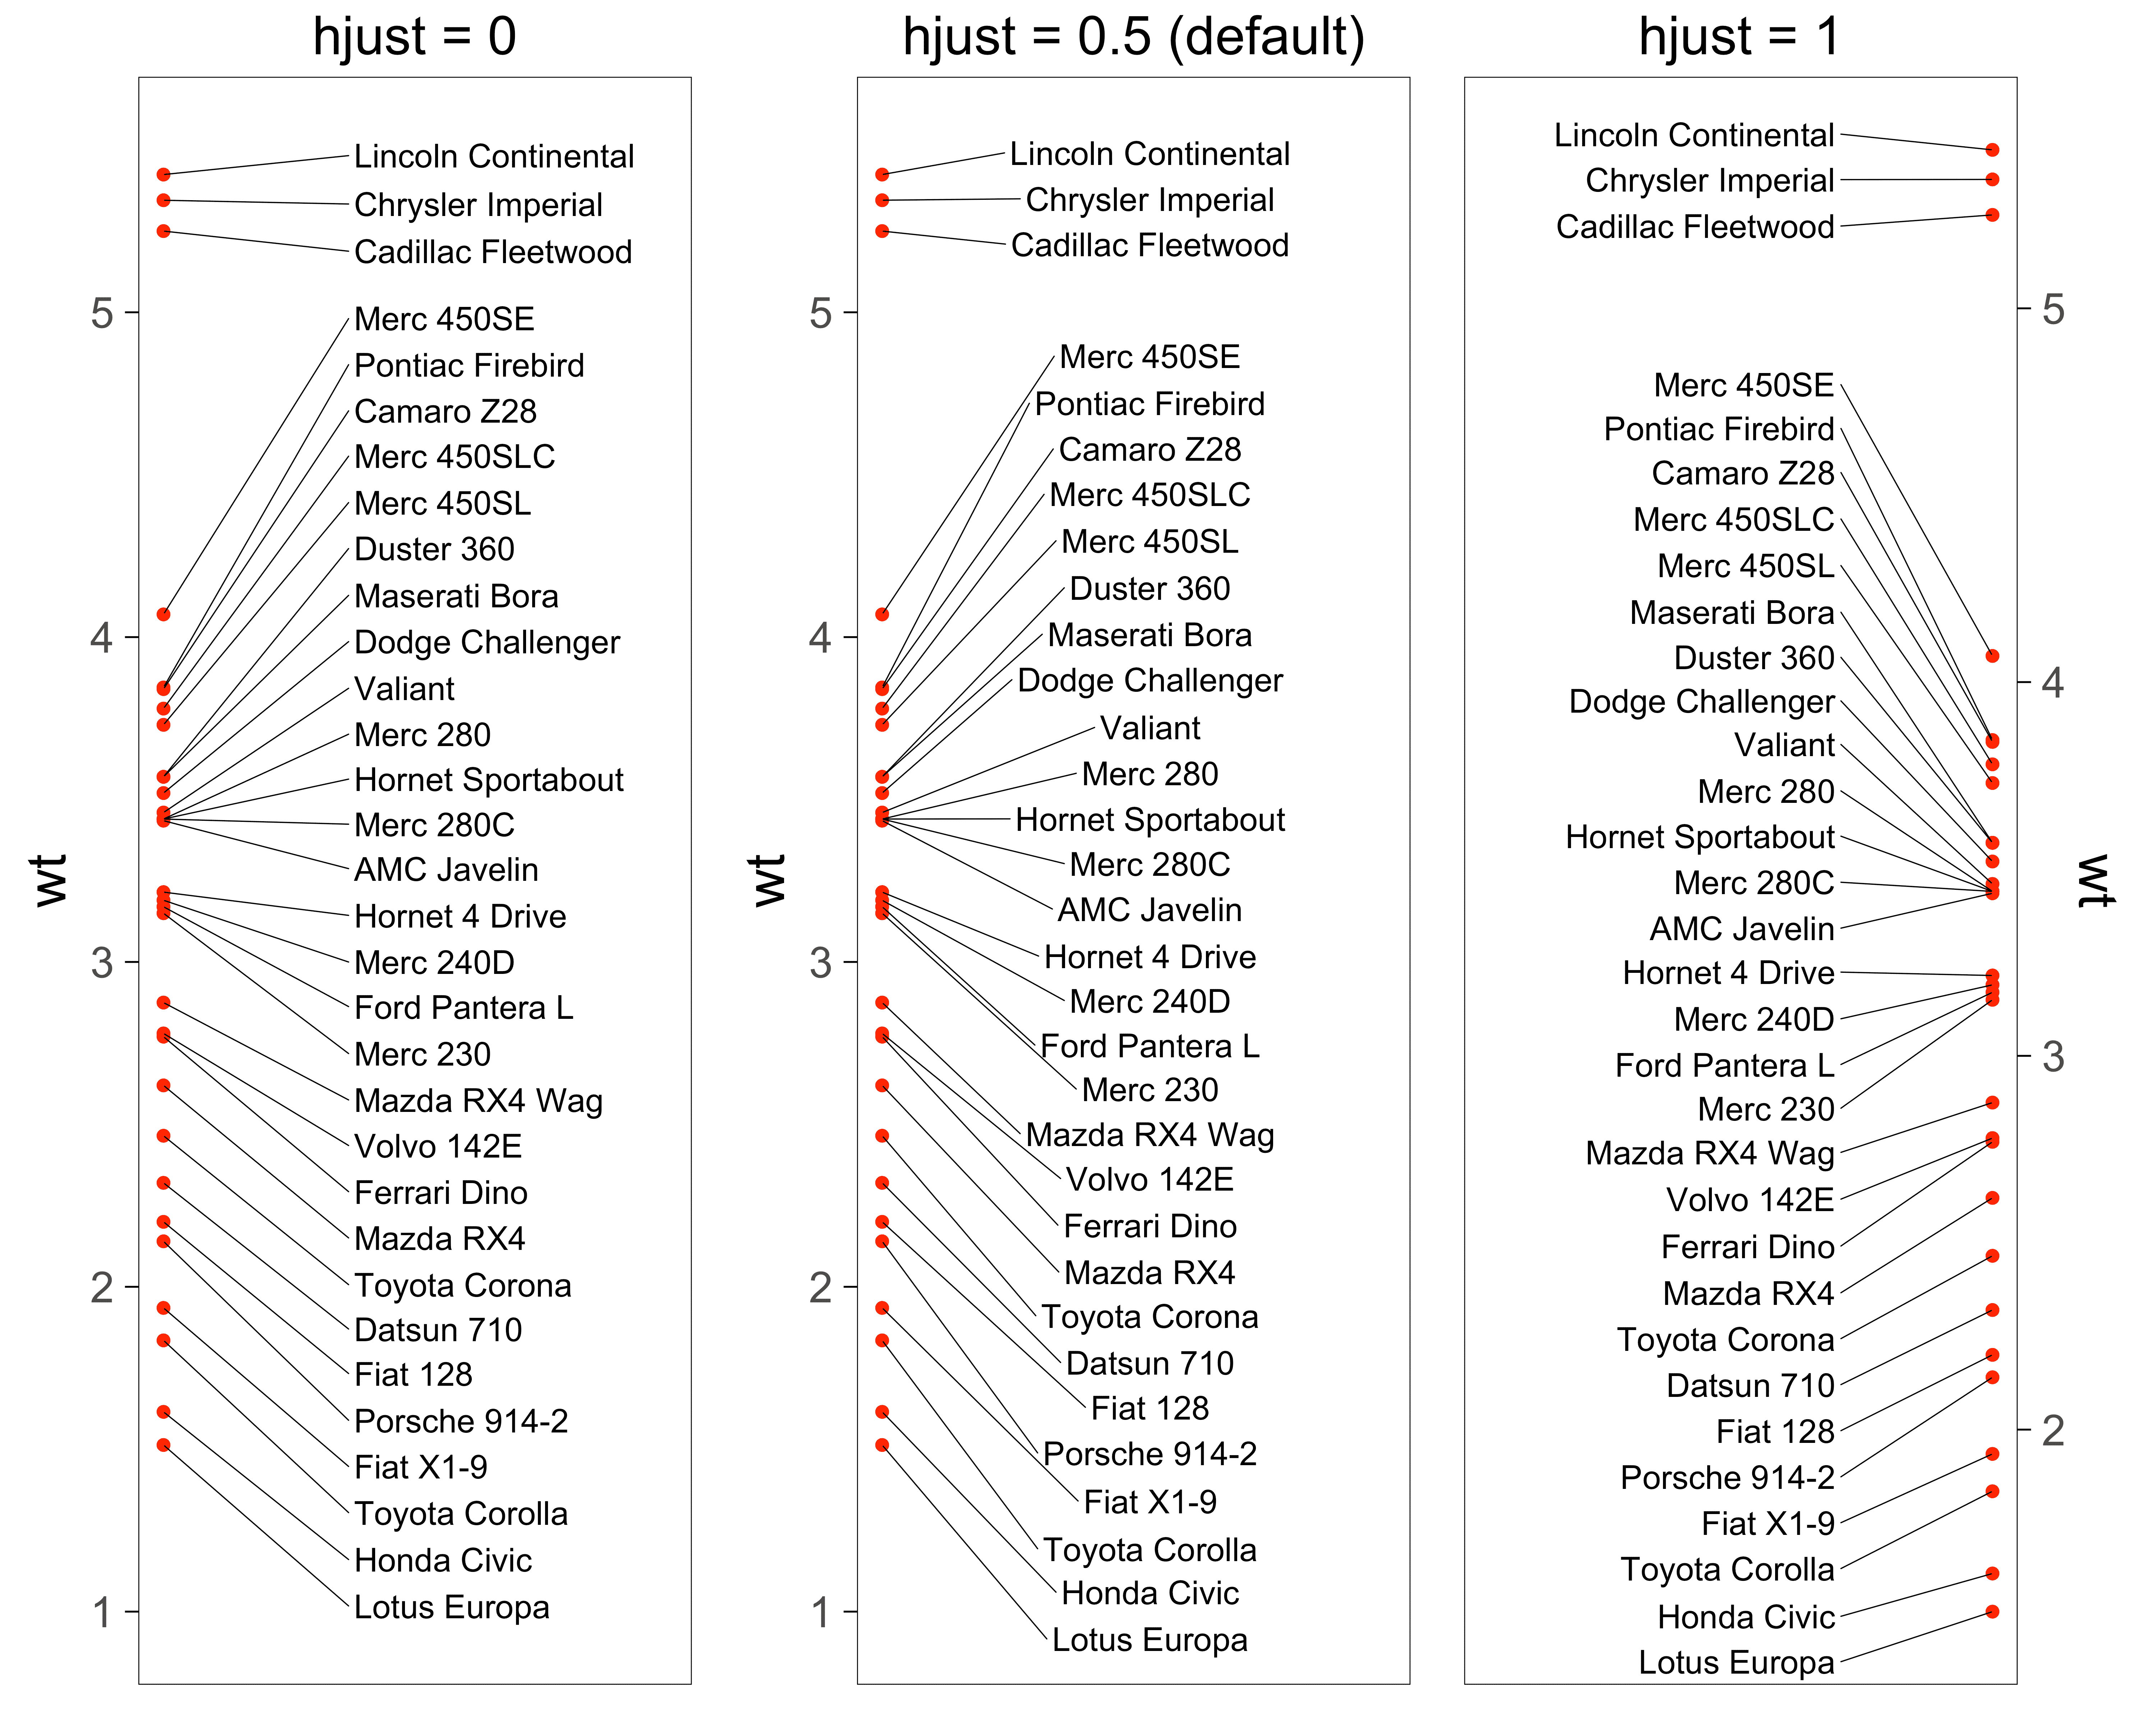 hjust = 0
Lincoln Continental
Chrysler Imperial
Cadillac Fleetwood
Merc 450SE
Pontiac Firebird
Camaro Z28
Merc 450SLC
Merc 450SL
Duster 360
Maserati Bora
Dodge Challenger
Valiant
Merc 280
Hornet Sportabout
Merc 280C
AMC Javelin
Hornet 4 Drive
Merc 240D
Ford Pantera L
Merc 230
Mazda RX4 Wag
Volvo 142E
Ferrari Dino
Mazda RX4
Toyota Corona
Datsun 710
Fiat 128
Porsche 914-2
Fiat X1-9
Toyota Corolla
Honda Civic
Lotus Europa
5
4
3
2
1
wt
hjust = 0.5 (default)
Lincoln Continental
Chrysler Imperial
Cadillac Fleetwood
Merc 450SE
Pontiac Firebird
Camaro Z28
Merc 450SLC
Merc 450SL
Duster 360
Maserati Bora
Dodge Challenger
Valiant
Merc 280
Hornet Sportabout
Merc 280C
AMC Javelin
Hornet 4 Drive
Merc 240D
Ford Pantera L
Merc 230
Mazda RX4 Wag
Volvo 142E
Ferrari Dino
Mazda RX4
Toyota Corona
Datsun 710
Fiat 128
Porsche 914-2
Fiat X1-9
Toyota Corolla
Honda Civic
Lotus Europa
5
4
3
2
1
wt
hjust = 1
Lincoln Continental
Chrysler Imperial
Cadillac Fleetwood
Merc 450SE
Pontiac Firebird
Camaro Z28
Merc 450SLC
Merc 450SL
Maserati Bora
Duster 360
Dodge Challenger
Valiant
Merc 280
Hornet Sportabout
Merc 280C
AMC Javelin
Hornet 4 Drive
Merc 240D
Ford Pantera L
Merc 230
Mazda RX4 Wag
Volvo 142E
Ferrari Dino
Mazda RX4
Toyota Corona
Datsun 710
Fiat 128
Porsche 914-2
Fiat X1-9
Toyota Corolla
Honda Civic
Lotus Europa
5
4
3
2
wt